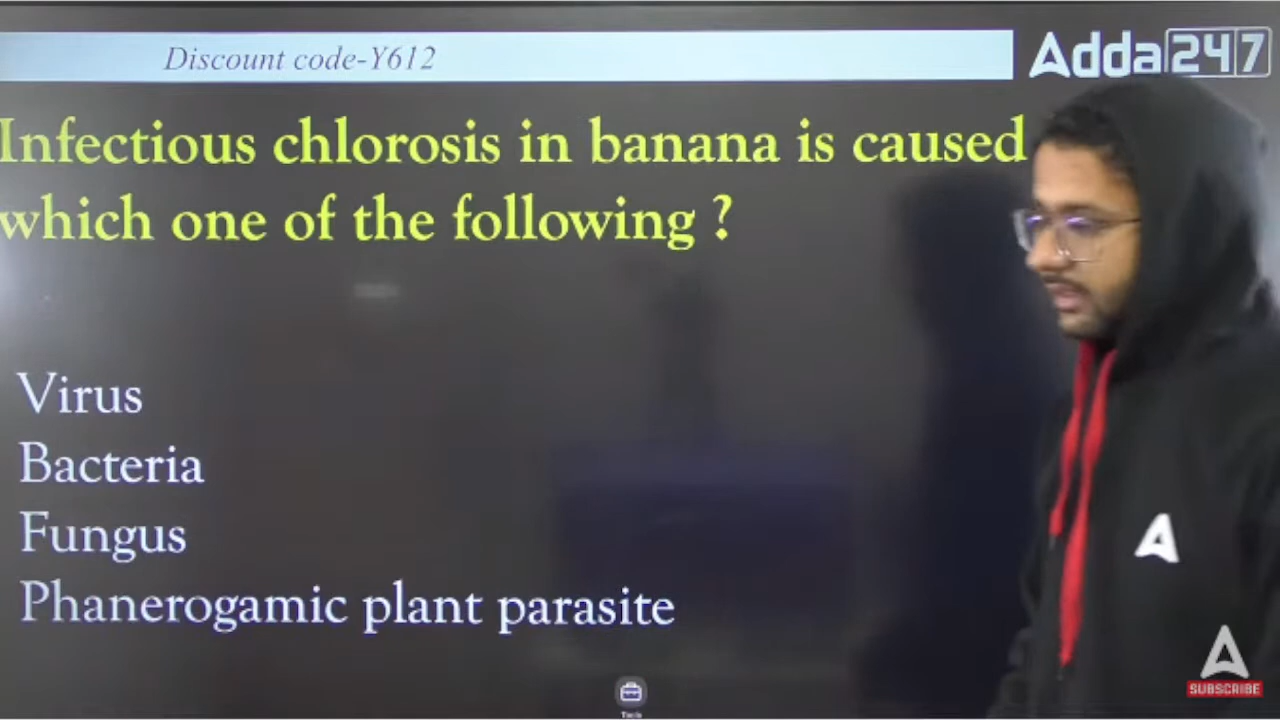 Discount code-Y612
Adda247
Infectious chlorosis in banana is caused
which one of the following ?
Virus
Bacteria
Fungus
Phanerogamic plant parasite
Tools
A
SUBSCRIBE